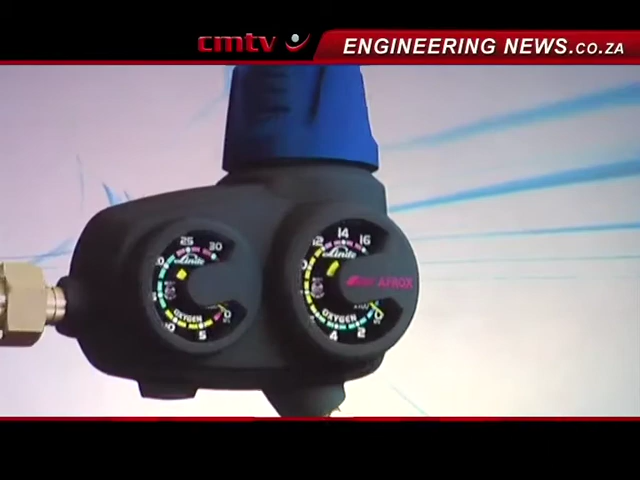 cmtv
ENGINEERING NEWS.CO.ZA
25
30
Linde
OXYGEN
5
0
12
14
16
Linde
AFROX
OXYGEN
4
2
0